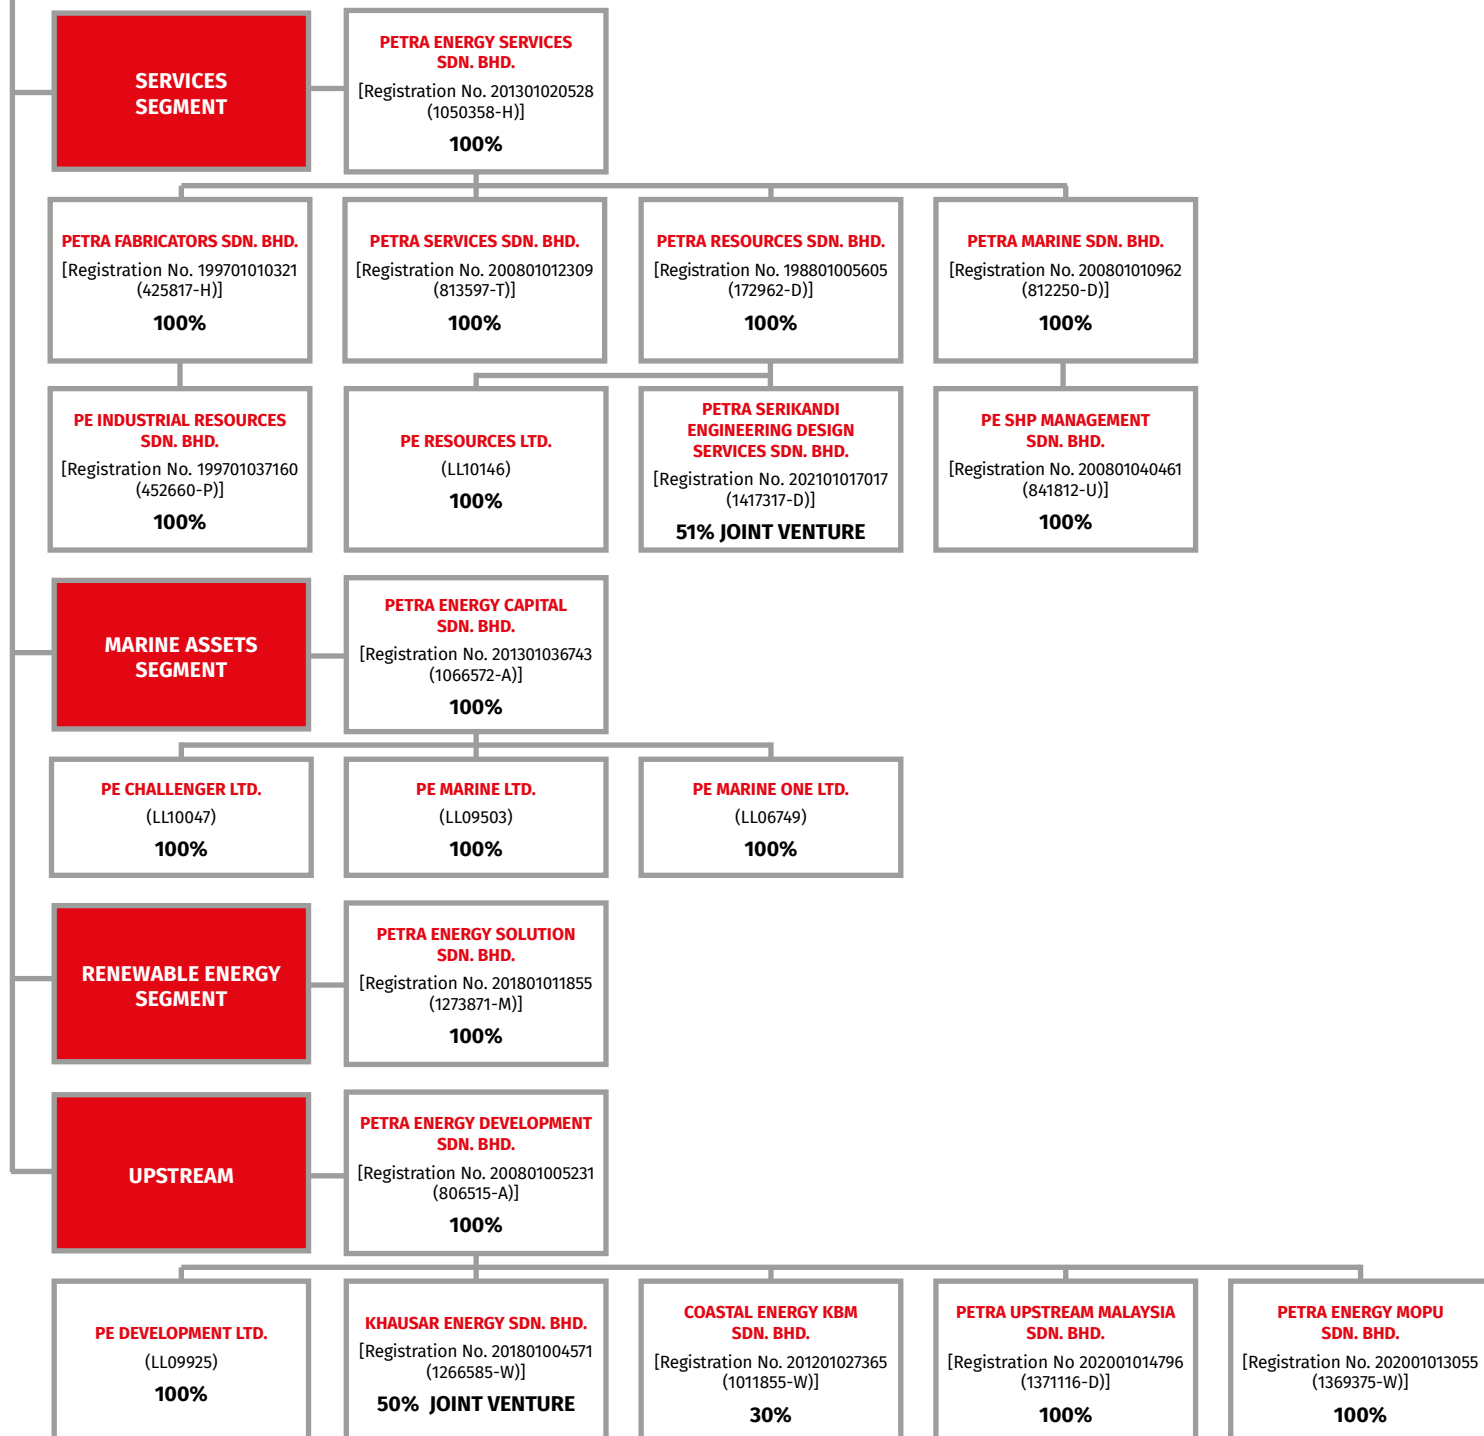 SERVICES
SEGMENT
PETRA ENERGY SERVICES
SDN. BHD.
[Registration No. 201301020528
(1050358-H)]
100%
PETRA FABRICATORS SDN. BHD.
[Registration No. 199701010321
(425817-H)]
100%
PETRA SERVICES SDN. BHD.
[Registration No. 200801012309
(813597-T)]
100%
PETRA RESOURCES SDN. BHD.
[Registration No. 198801005605
(172962-D)]
100%
PETRA MARINE SDN. BHD.
[Registration No. 200801010962
(812250-D)]
100%
PE INDUSTRIAL RESOURCES
SDN. BHD.
[Registration No. 199701037160
(452660-P)]
100%
PE RESOURCES LTD.
(LL10146)
100%
PETRA SERIKANDI
ENGINEERING DESIGN
SERVICES SDN. BHD.
[Registration No. 202101017017
(1417317-D)]
51% JOINT VENTURE
PE SHP MANAGEMENT
SDN. BHD.
[Registration No. 200801040461
(841812-U)]
100%
MARINE ASSETS
SEGMENT
PETRA ENERGY CAPITAL
SDN. BHD.
[Registration No. 201301036743
(1066572-A)]
100%
PE CHALLENGER LTD.
(LL10047)
100%
PE MARINE LTD.
(LL09503)
100%
PE MARINE ONE LTD.
(LL06749)
100%
RENEWABLE ENERGY
SEGMENT
PETRA ENERGY SOLUTION
SDN. BHD.
[Registration No. 201801011855
(1273871-M)]
100%
UPSTREAM
PETRA ENERGY DEVELOPMENT
SDN. BHD.
[Registration No. 200801005231
(806515-A)]
100%
PE DEVELOPMENT LTD.
(LL09925)
100%
KHAUSAR ENERGY SDN. BHD.
[Registration No. 201801004571
(1266585-W)]
50% JOINT VENTURE
COASTAL ENERGY KBM
SDN. BHD.
[Registration No. 201201027365
(1011855-W)]
30%
PETRA UPSTREAM MALAYSIA
SDN. BHD.
[Registration No 202001014796
(1371116-D)]
100%
PETRA ENERGY MOPU
SDN. BHD.
[Registration No. 202001013055
(1369375-W)]
100%